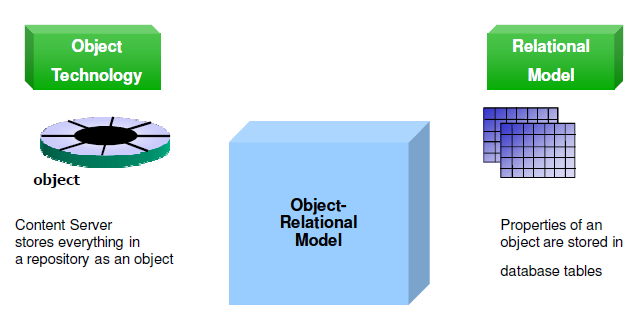 Object
Technology
Relational
Model
object
Object-
Relational
Model
Content Server
stores everything in
a repository as an object
Properties of an
object are stored in
database tables